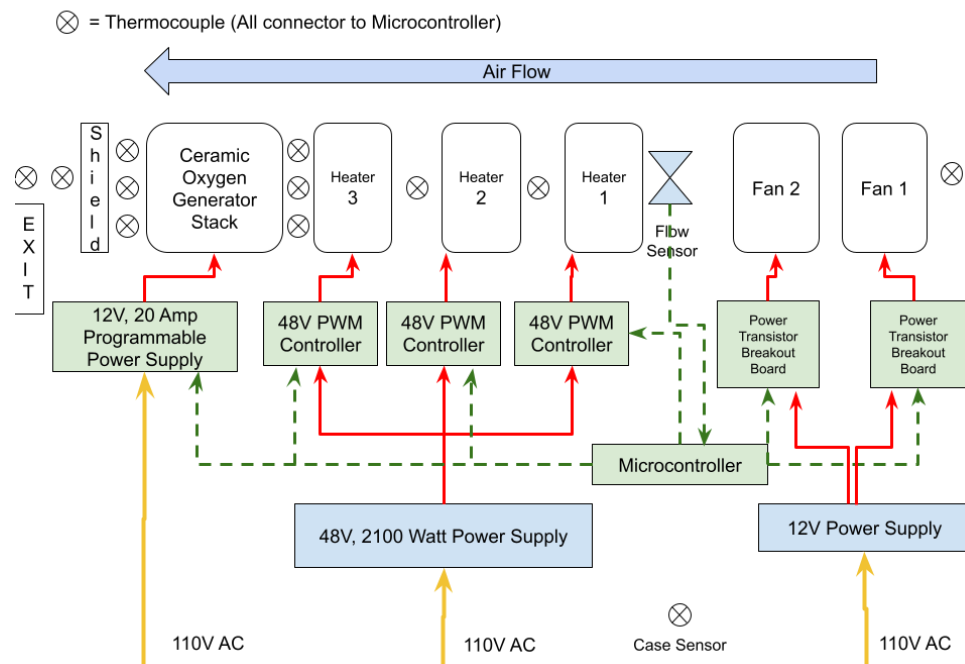 = Thermocouple (All connector to Microcontroller)
Air Flow
Shield
Ceramic
Oxygen
Generator
Stack
Heater
3
Heater
2
Heater
1
Flow
Sensor
Fan 2
Fan 1
EXIT
12V, 20 Amp
Programmable
Power Supply
48V PWM
Controller
48V PWM
Controller
48V PWM
Controller
Power
Transistor
Breakout
Board
Power
Transistor
Breakout
Board
Microcontroller
48V, 2100 Watt Power Supply
12V Power Supply
110V AC
110V AC
Case Sensor
110V AC